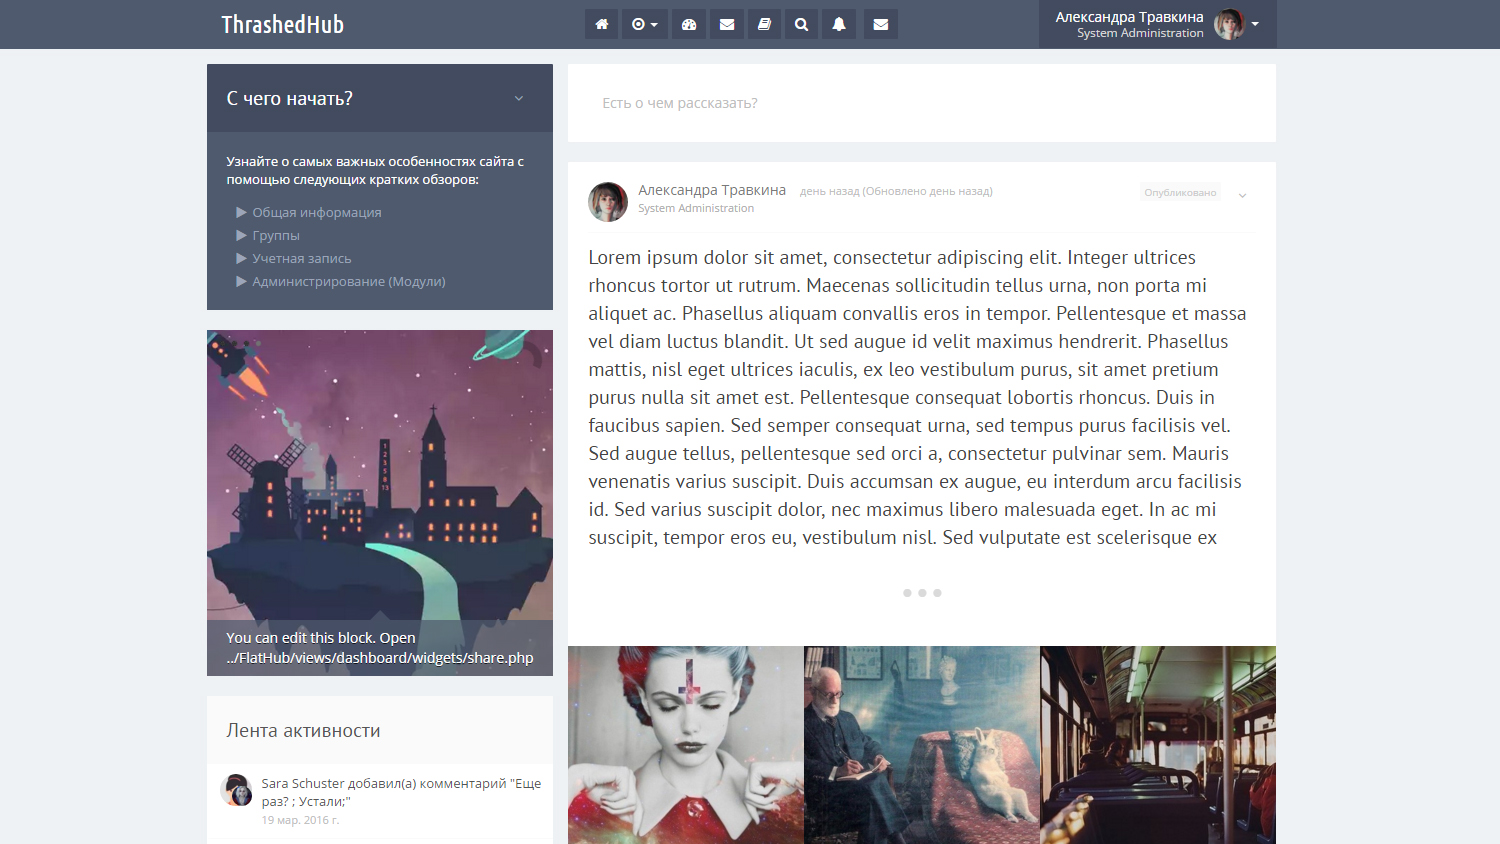 ThrashedHub
Александра Травкина
System Administration
С чего начать?
Узнайте о самых важных особенностях сайта с
помощью следующих кратких обзоров:
Общая информация
Группы
Учетная запись
Администрирование (Модули)
1
2
3
5
8
13
You can edit this block. Open
../FlatHub/views/dashboard/widgets/share.php
Лента активности
Sara Schuster добавил(а) комментарий "Еще
раз? ; Устали;"
19 мар. 2016 г.
Есть о чем рассказать?
Александра Травкина день назад (Обновлено день назад)
System Administration
Опубликовано
Lorem ipsum dolor sit amet, consectetur adipiscing elit. Integer ultrices
rhoncus tortor ut rutrum. Maecenas sollicitudin tellus urna, non porta mi
aliquet ac. Phasellus aliquam convallis eros in tempor. Pellentesque et massa
vel diam luctus blandit. Ut sed augue id velit maximus hendrerit. Phasellus
mattis, nisl eget ultrices iaculis, ex leo vestibulum purus, sit amet pretium
purus nulla sit amet est. Pellentesque consequat lobortis rhoncus. Duis in
faucibus sapien. Sed semper consequat urna, sed tempus purus facilisis vel.
Sed augue tellus, pellentesque sed orci a, consectetur pulvinar sem. Mauris
venenatis varius suscipit. Duis accumsan ex augue, eu interdum arcu facilisis
id. Sed varius suscipit dolor, nec maximus libero malesuada eget. In ac mi
suscipit, tempor eros eu, vestibulum nisl. Sed vulputate est scelerisque ex